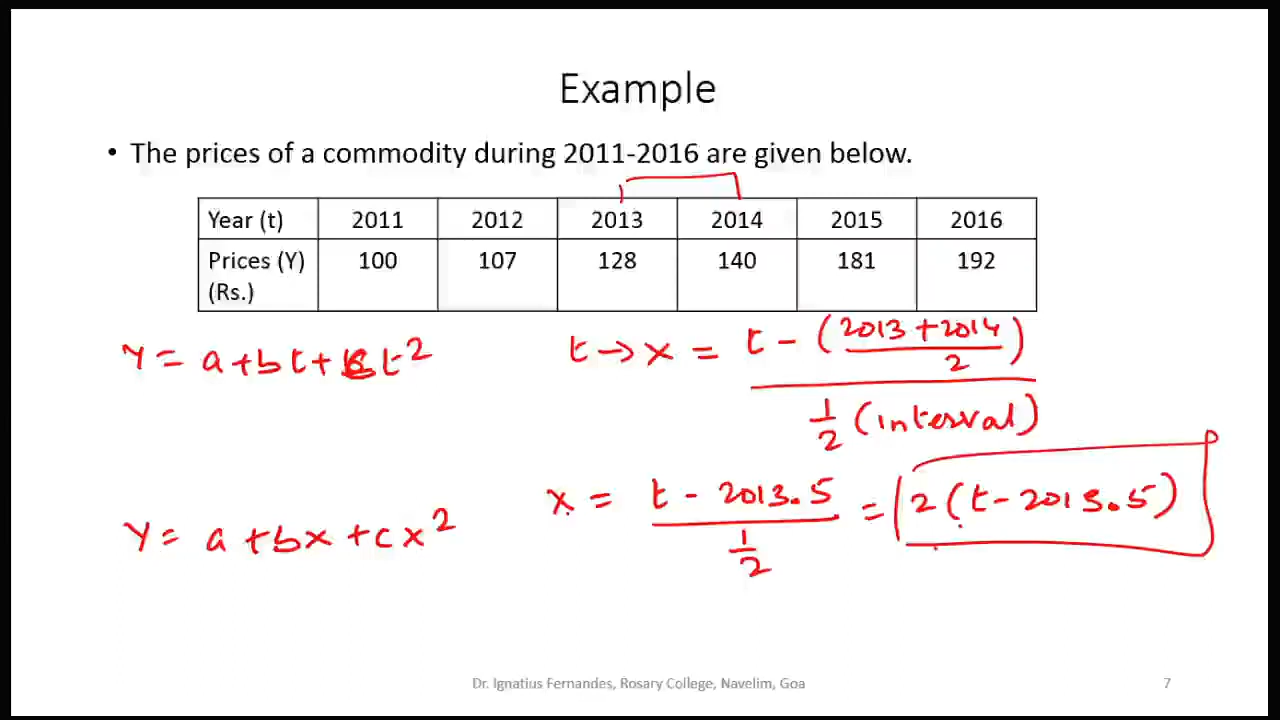 Example
• The prices of a commodity during 2011-2016 are given below.
Year (t) 2011 2012 2013 2014 2015 2016
Prices (Y) (Rs.) 100 107 128 140 181 192
Y = a + bt + ct²
t → x = (t - ((2013 + 2014)/2)) / (1/2 (interval))
x = (t - 2013.5) / (1/2) = 2(t - 2013.5)
Y = a + bx + cx²
Dr. Ignatius Fernandes, Rosary College, Navelim, Goa
7